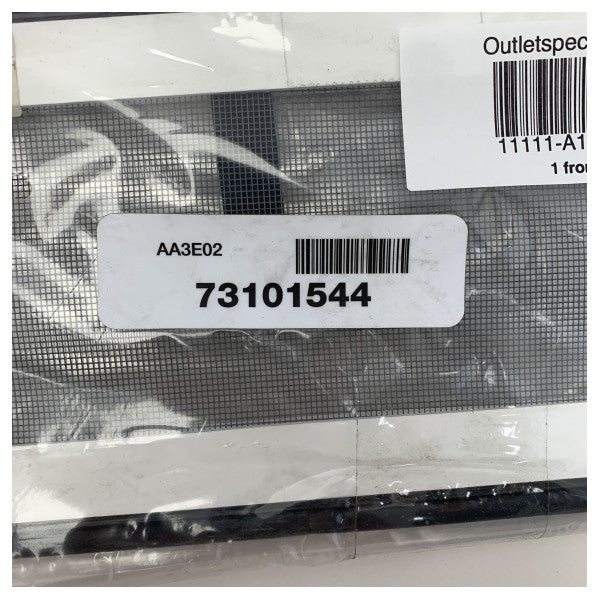 Outletspec
11111-A1
1 fro
AA3E02
73101544